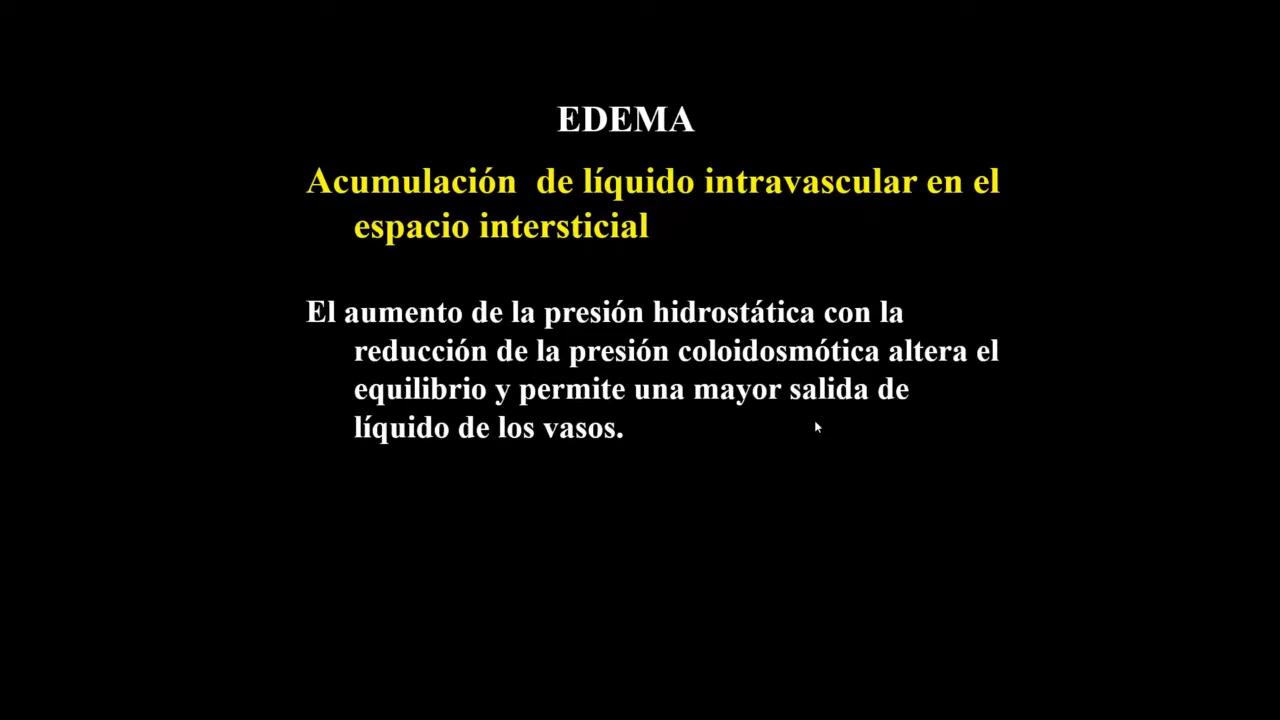 EDEMA
Acumulación de líquido intravascular en el
espacio intersticial
El aumento de la presión hidrostática con la
reducción de la presión coloidosmótica altera el
equilibrio y permite una mayor salida de
líquido de los vasos.